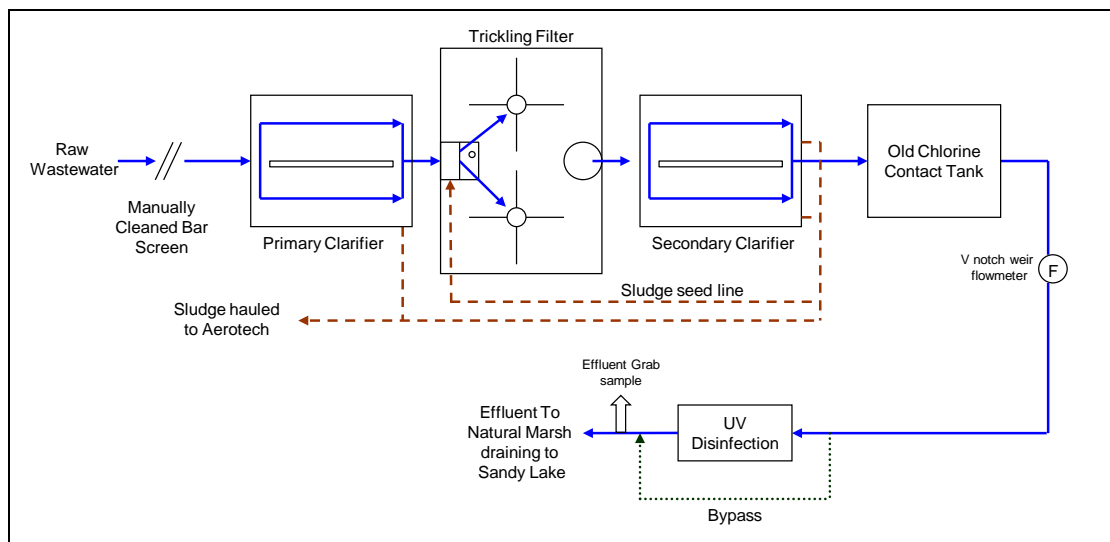 Trickling Filter
Raw
Wastewater
Manually
Cleaned Bar
Screen
Primary Clarifier
Secondary Clarifier
Old Chlorine
Contact Tank
V notch weir
flowmeter
F
Sludge seed line
Sludge hauled
to Aerotech
Effluent Grab
sample
Effluent To
Natural Marsh
draining to
Sandy Lake
UV
Disinfection
Bypass